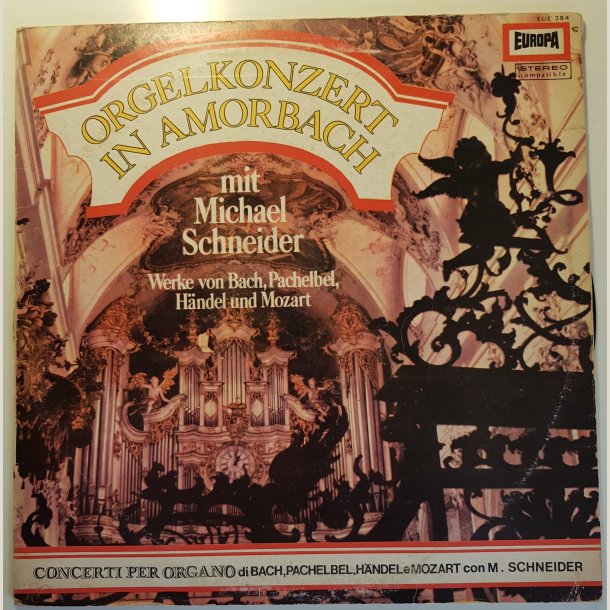 EUC 384
EUROPA
STEREO
compatible
ORGELKONZERT
IN AMORBACH
mit
Michael
Schneider
Werke von Bach, Pachelbel,
Händel und Mozart
CONCERTI PER ORGANO di BACH, PACHELBEL, HÄNDEL e MOZART con M. SCHNEIDER